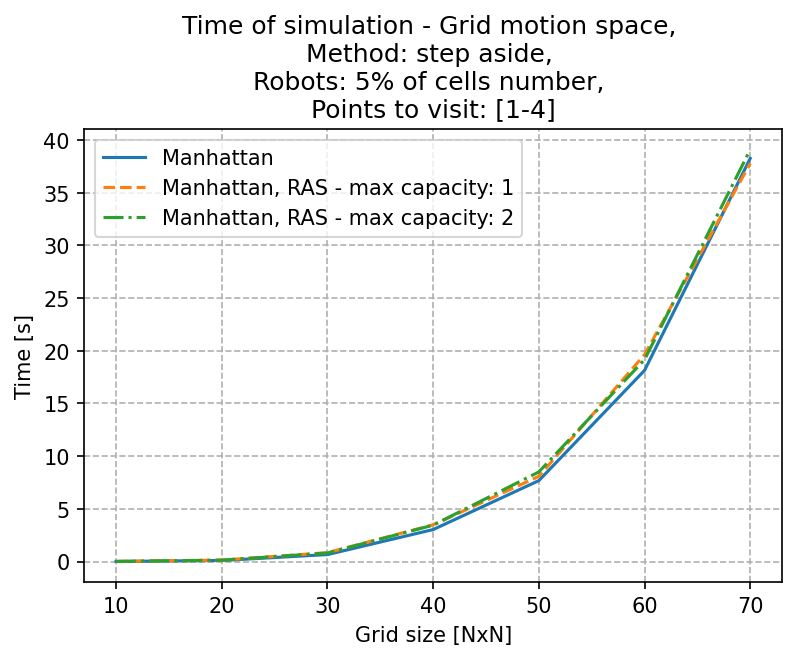 Time of simulation - Grid motion space,
Method: step aside,
Robots: 5% of cells number,
Points to visit: [1-4]
Manhattan
Manhattan, RAS - max capacity: 1
Manhattan, RAS - max capacity: 2
Time [s]
40
35
30
25
20
15
10
5
0
10 20 30 40 50 60 70
Grid size [NxN]